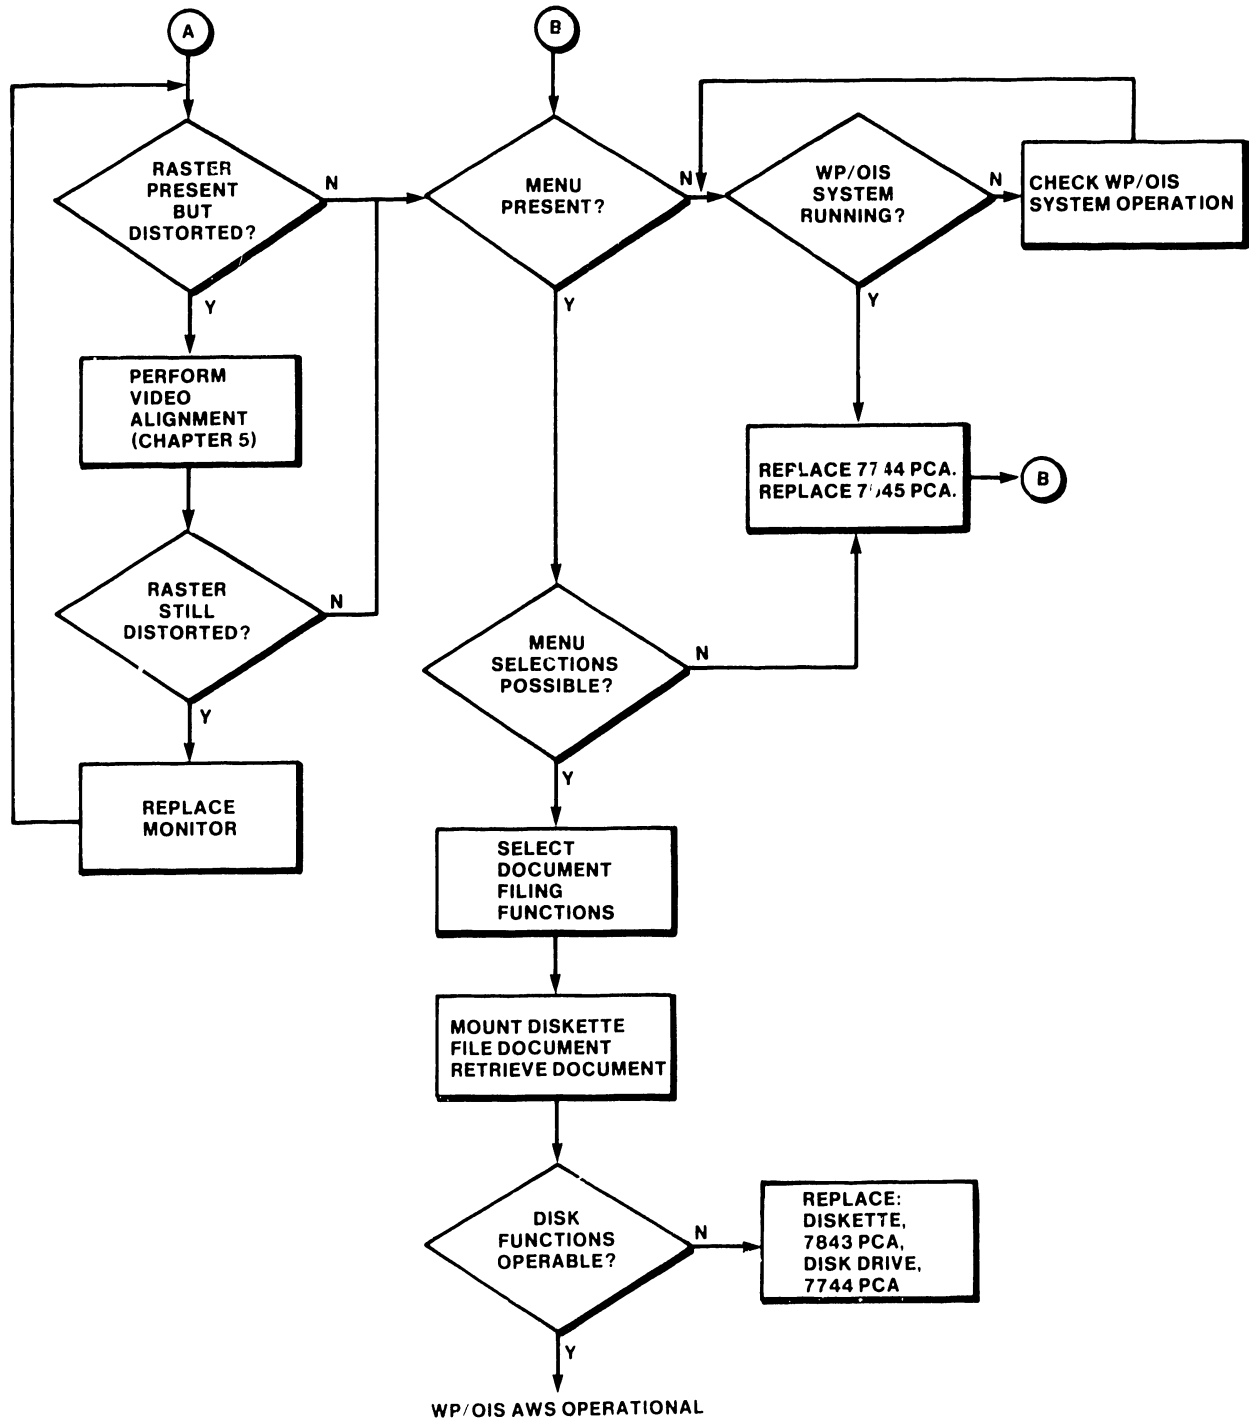 A
B
RASTER
PRESENT
BUT
DISTORTED?
N
Y
MENU
PRESENT?
N
Y
WP/OIS
SYSTEM
RUNNING?
N
Y
CHECK WP/OIS
SYSTEM OPERATION
PERFORM
VIDEO
ALIGNMENT
(CHAPTER 5)
REPLACE 7744 PCA.
REPLACE PCA.
B
RASTER
STILL
DISTORTED?
N
Y
MENU
SELECTIONS
POSSIBLE?
N
Y
REPLACE
MONITOR
SELECT
DOCUMENT
FILING
FUNCTIONS
MOUNT DISKETTE
FILE DOCUMENT
RETRIEVE DOCUMENT
DISK
FUNCTIONS
OPERABLE?
N
Y
REPLACE:
DISKETTE,
7843 PCA,
DISK DRIVE,
7744 PCA
WP/OIS AWS OPERATIONAL